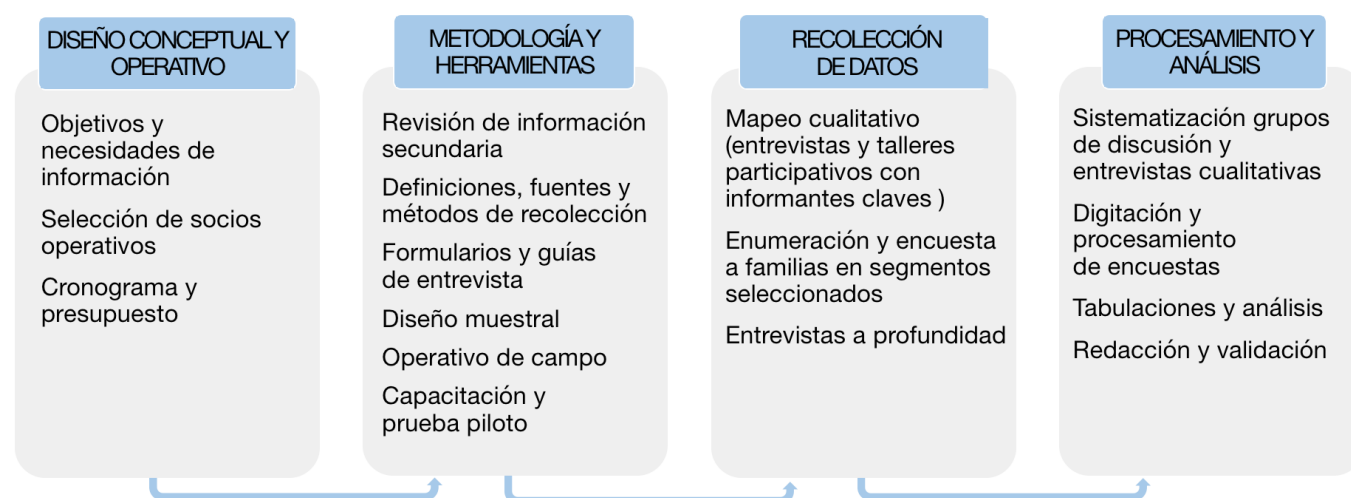 DISEÑO CONCEPTUAL Y
OPERATIVO
Objetivos y
necesidades de
información
Selección de socios
operativos
Cronograma y
presupuesto
METODOLOGÍA Y
HERRAMIENTAS
Revisión de información
secundaria
Definiciones, fuentes y
métodos de recolección
Formularios y guías
de entrevista
Diseño muestral
Operativo de campo
Capacitación y
prueba piloto
RECOLECCIÓN
DE DATOS
Mapeo cualitativo
(entrevistas y talleres
participativos con
informantes claves )
Enumeración y encuesta
a familias en segmentos
seleccionados
Entrevistas a profundidad
PROCESAMIENTO Y
ANÁLISIS
Sistematización grupos
de discusión y
entrevistas cualitativas
Digitación y
procesamiento
de encuestas
Tabulaciones y análisis
Redacción y validación